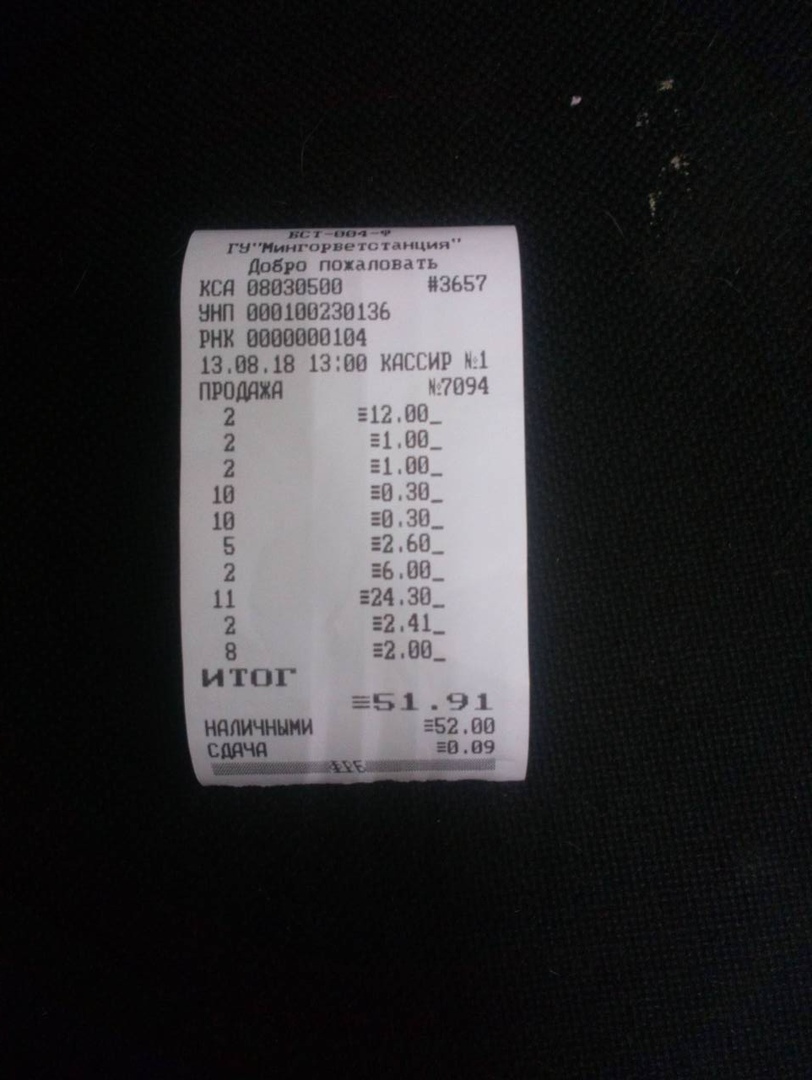 БСТ-004-Ф
ГУ"Мингорветстанция"
Добро пожаловать
КСА 08030500 #3657
УНП 000100230136
РНК 0000000104
13.08.18 13:00 КАССИР №1
ПРОДАЖА №7094
2 ≡12.00_
2 ≡1.00_
2 ≡1.00_
10 ≡0.30_
10 ≡0.30_
5 ≡2.60_
2 ≡6.00_
11 ≡24.30_
2 ≡2.41_
8 ≡2.00_
ИТОГ
≡51.91
НАЛИЧНЫМИ ≡52.00
СДАЧА ≡0.09